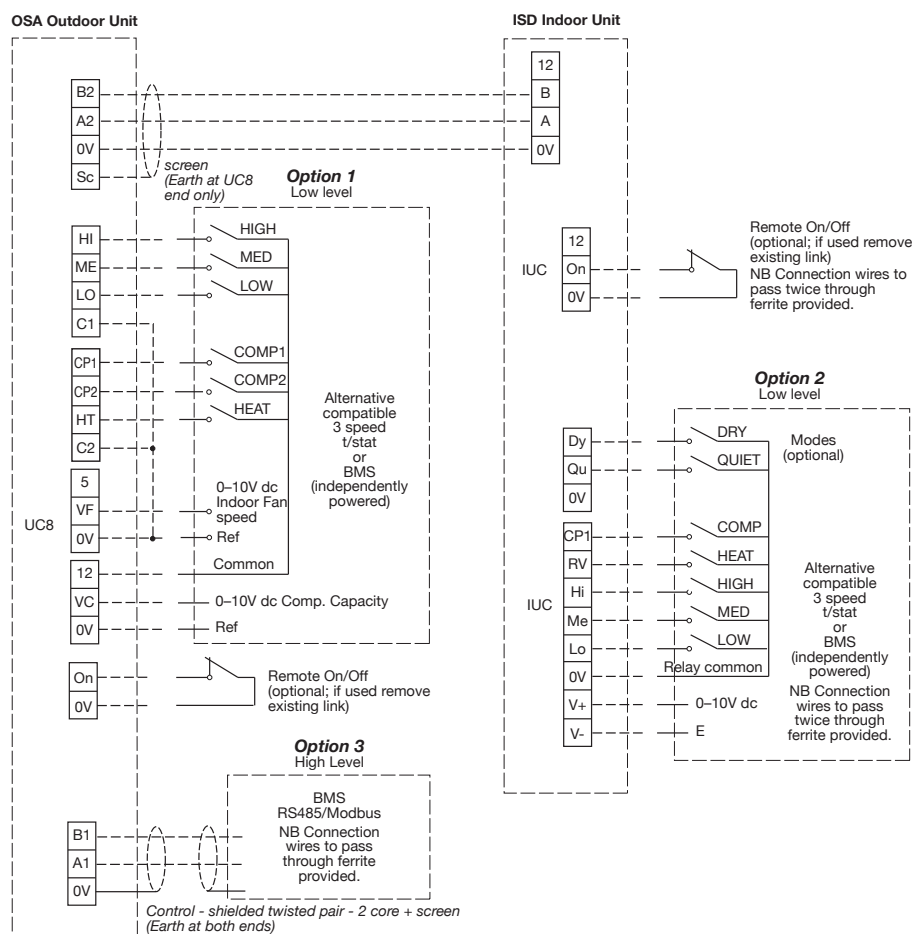 OSA Outdoor Unit
ISD Indoor Unit
B2
A2
0V
Sc
12
B
A
0V
screen
(Earth at UC8
end only)
Option 1
Low level
HI
ME
LO
C1
HIGH
MED
LOW
CP1
CP2
HT
C2
COMP1
COMP2
HEAT
Alternative
compatible
3 speed
t/stat
or
BMS
(independently
powered)
UC8
5
VF
0V
0–10V dc
Indoor Fan
speed
Ref
12
VC
0V
Common
0–10V dc Comp. Capacity
Ref
On
0V
Remote On/Off
(optional; if used remove
existing link)
Option 3
High Level
BMS
RS485/Modbus
NB Connection
wires to pass
through ferrite
provided.
B1
A1
0V
Control - shielded twisted pair - 2 core + screen
(Earth at both ends)
IUC
12
On
0V
Remote On/Off
(optional; if used remove
existing link)
NB Connection wires to
pass twice through
ferrite provided.
Option 2
Low level
Dy
Qu
0V
DRY
QUIET
Modes
(optional)
IUC
CP1
RV
Hi
Me
Lo
0V
V+
V-
COMP
HEAT
HIGH
MED
LOW
Relay common
0–10V dc
E
Alternative
compatible
3 speed
t/stat
or
BMS
(independently
powered)
NB Connection
wires to pass
twice through
ferrite provided.